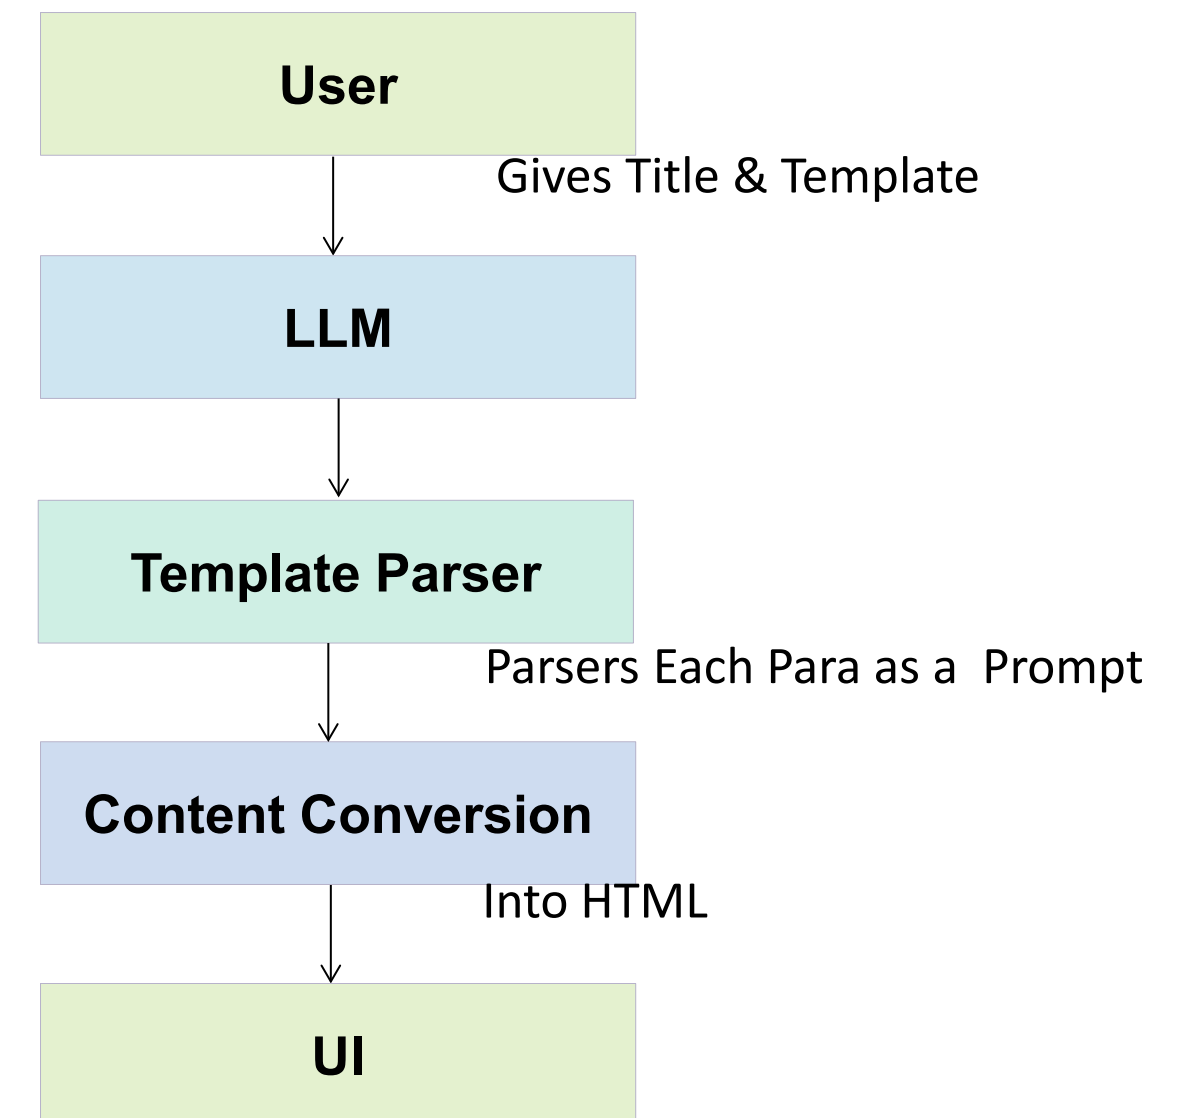 User
Gives Title & Template
LLM
Template Parser
Parsers Each Para as a  Prompt
Content Conversion
Into HTML
UI